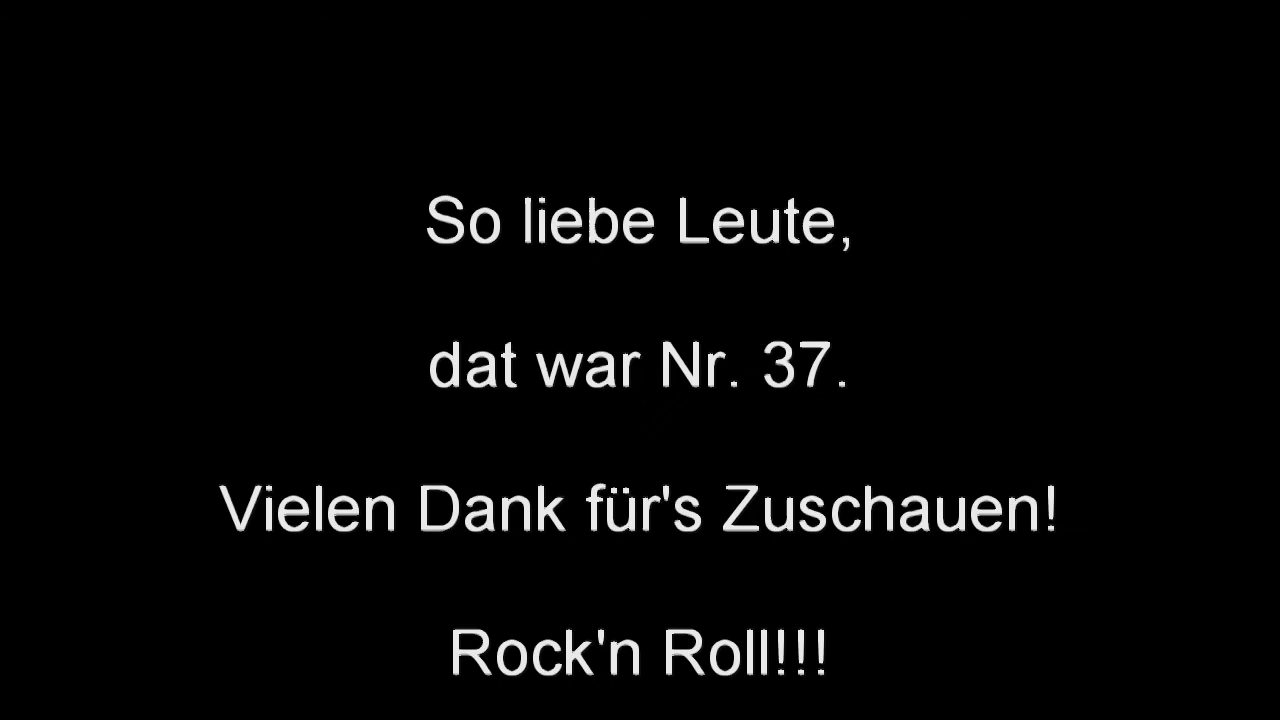 So liebe Leute,
dat war Nr. 37.
Vielen Dank für's Zuschauen!
Rock'n Roll!!!